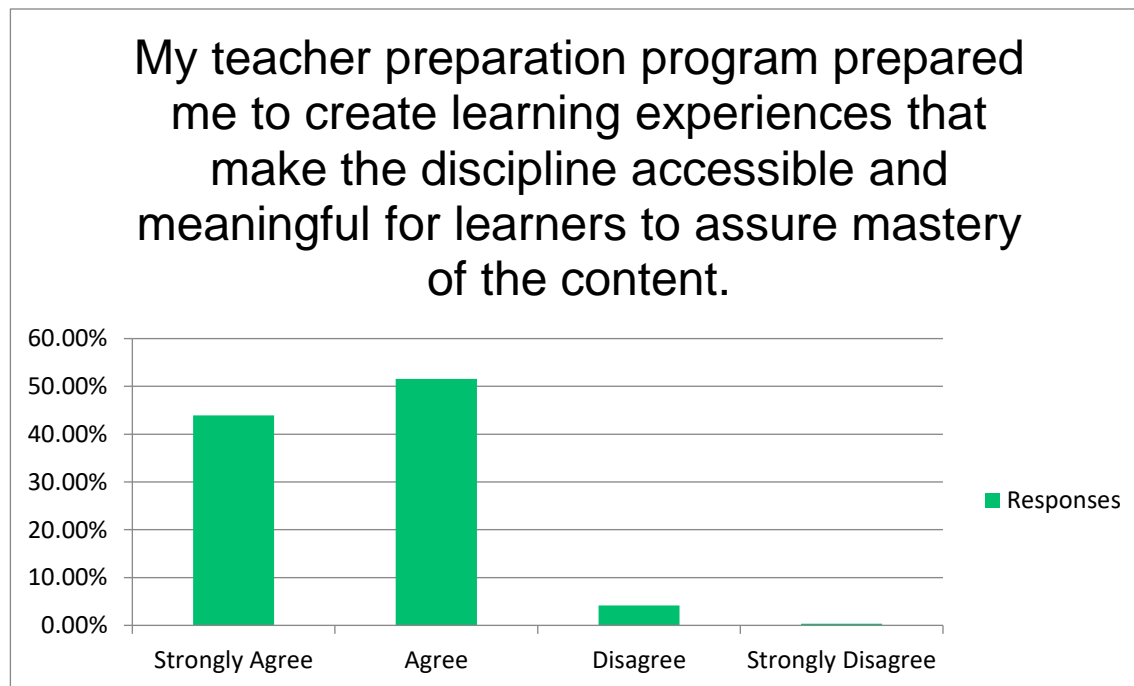 My teacher preparation program prepared
me to create learning experiences that
make the discipline accessible and
meaningful for learners to assure mastery
of the content.
60.00%
50.00%
40.00%
30.00%
20.00%
10.00%
0.00%
Strongly Agree
Agree
Disagree
Strongly Disagree
Responses